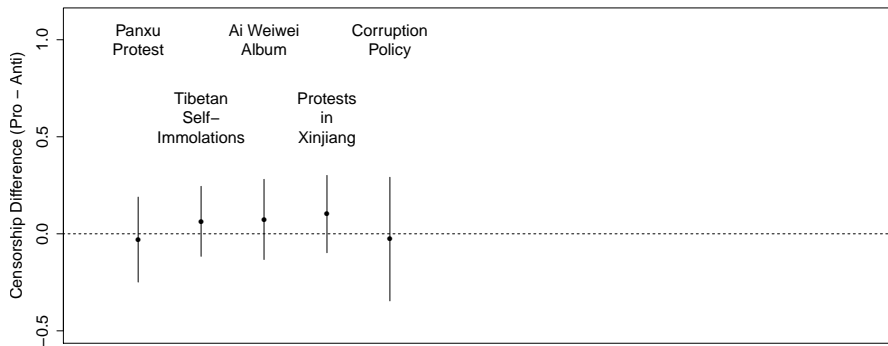 Panxu
Protest
Ai Weiwei
Album
Corruption
Policy
Tibetan
Self−
Immolations
Protests
in
Xinjiang
Censorship Difference (Pro − Anti)
1.0
0.5
0.0
−0.5